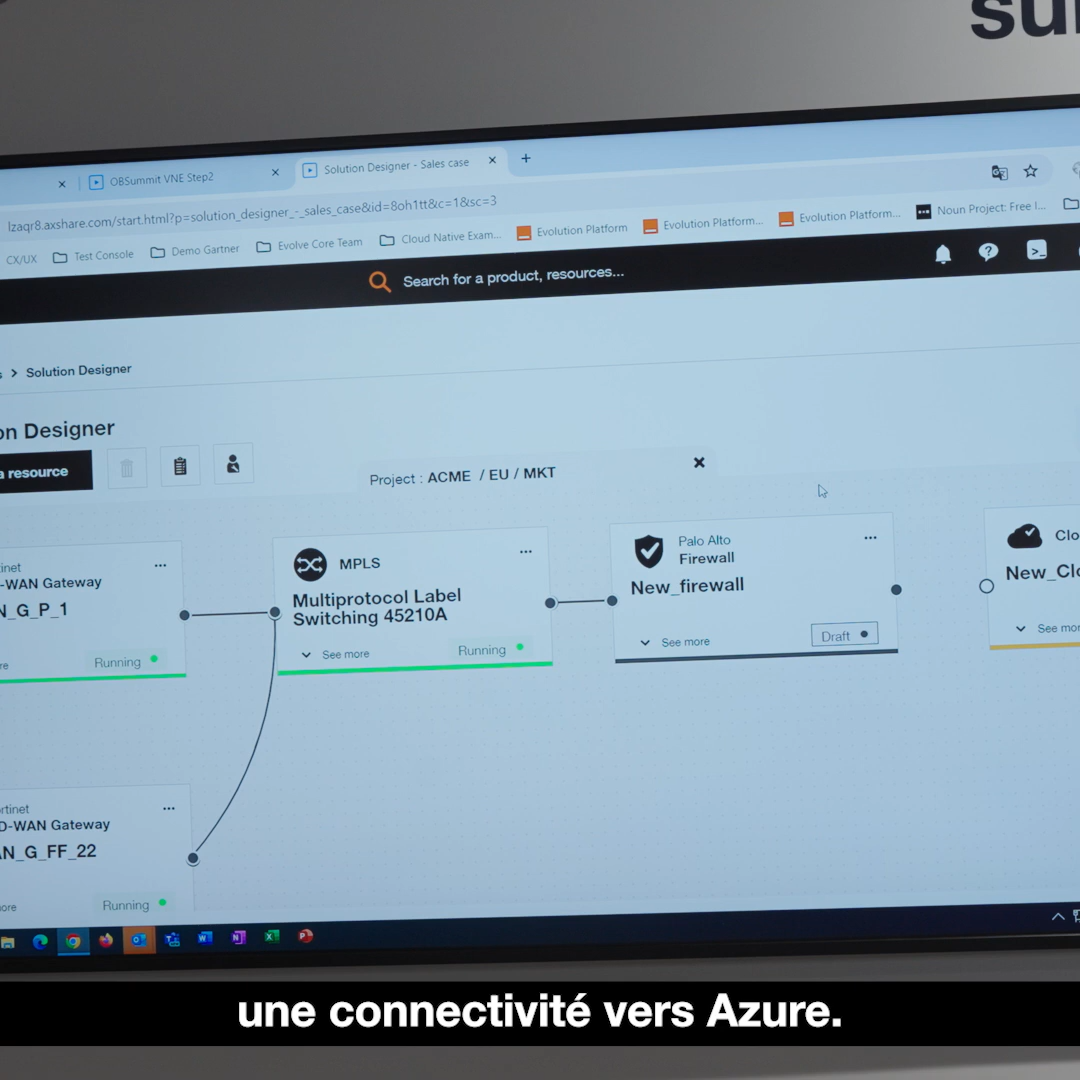 OBSummit VNE Step2
Solution Designer - Sales case
lzaqr8.axshare.com/start.html?p=solution_designer_-_sales_case&id=8oh1tt&c=1&sc=3
CX/UX
Test Console
Demo Gartner
Evolve Core Team
Cloud Native Exam...
Evolution Platform
Evolution Platform...
Evolution Platform...
Noun Project: Free I...
Search for a product, resources...
Solution Designer
on Designer
a resource
Project : ACME / EU / MKT
inet
-WAN Gateway
N_G_P_1
re
Running
MPLS
Multiprotocol Label
Switching 45210A
See more
Running
Palo Alto
Firewall
New_firewall
See more
Draft
Clo
New_Clo
See mor
rtinet
D-WAN Gateway
AN_G_FF_22
ore
Running
une connectivité vers Azure.